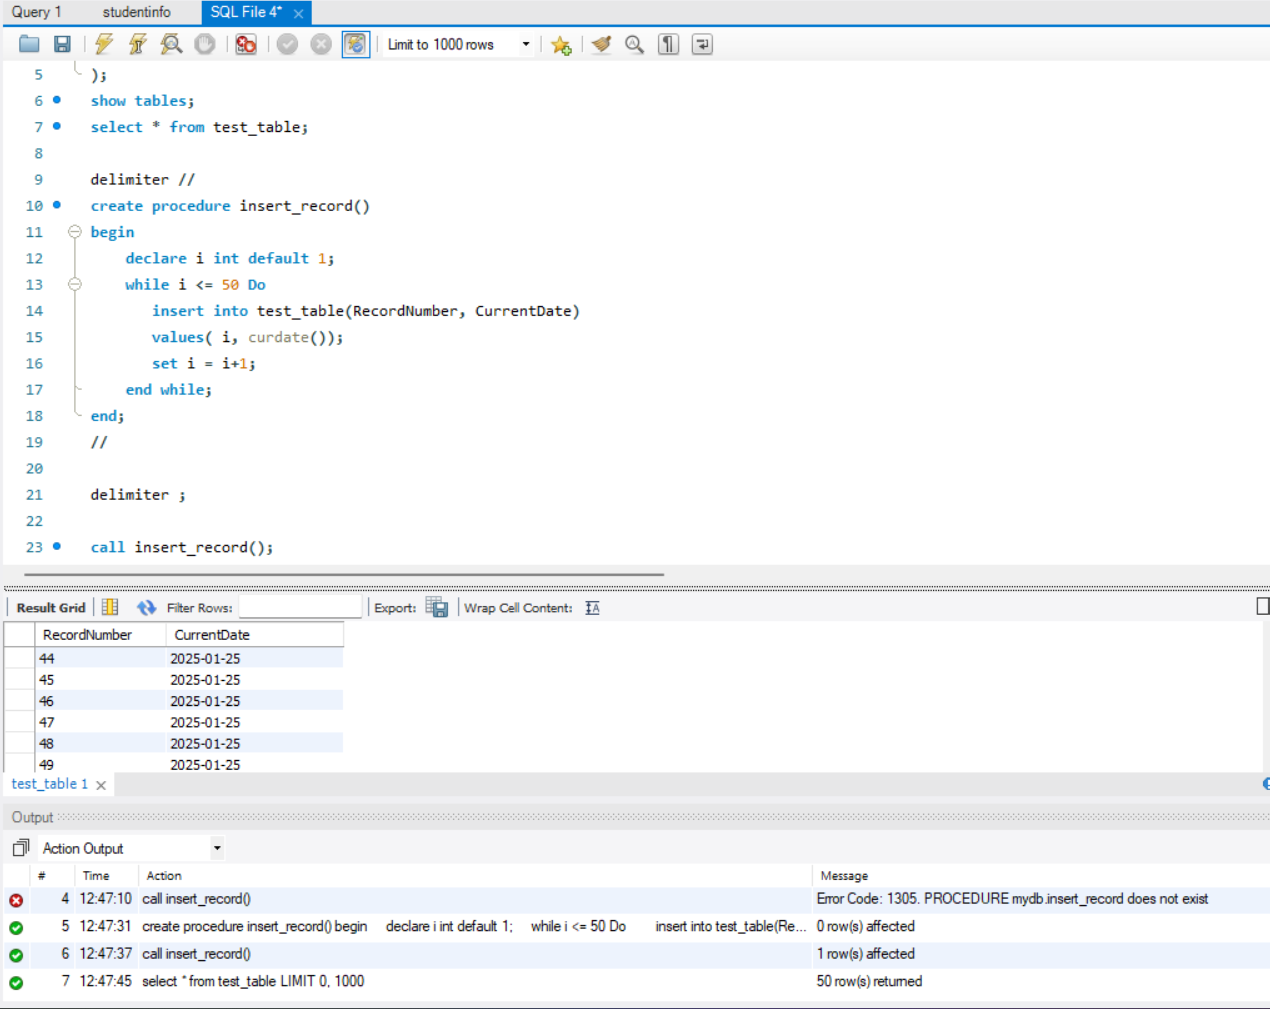 Query 1 studentinfo SQL File 4*
Limit to 1000 rows
5 );
6 show tables;
7 select * from test_table;
8
9 delimiter //
10 create procedure insert_record()
11 begin
12 declare i int default 1;
13 while i <= 50 Do
14 insert into test_table(RecordNumber, CurrentDate)
15 values( i, curdate());
16 set i = i+1;
17 end while;
18 end;
19 //
20
21 delimiter ;
22
23 call insert_record();
Result Grid Filter Rows: Export: Wrap Cell Content: IA
RecordNumber CurrentDate
44 2025-01-25
45 2025-01-25
46 2025-01-25
47 2025-01-25
48 2025-01-25
49 2025-01-25
test_table 1
Output
Action Output
# Time Action Message
4 12:47:10 call insert_record() Error Code: 1305. PROCEDURE mydb.insert_record does not exist
5 12:47:31 create procedure insert_record() begin declare i int default 1; while i <= 50 Do insert into test_table(Re... 0 row(s) affected
6 12:47:37 call insert_record() 1 row(s) affected
7 12:47:45 select * from test_table LIMIT 0, 1000 50 row(s) returned